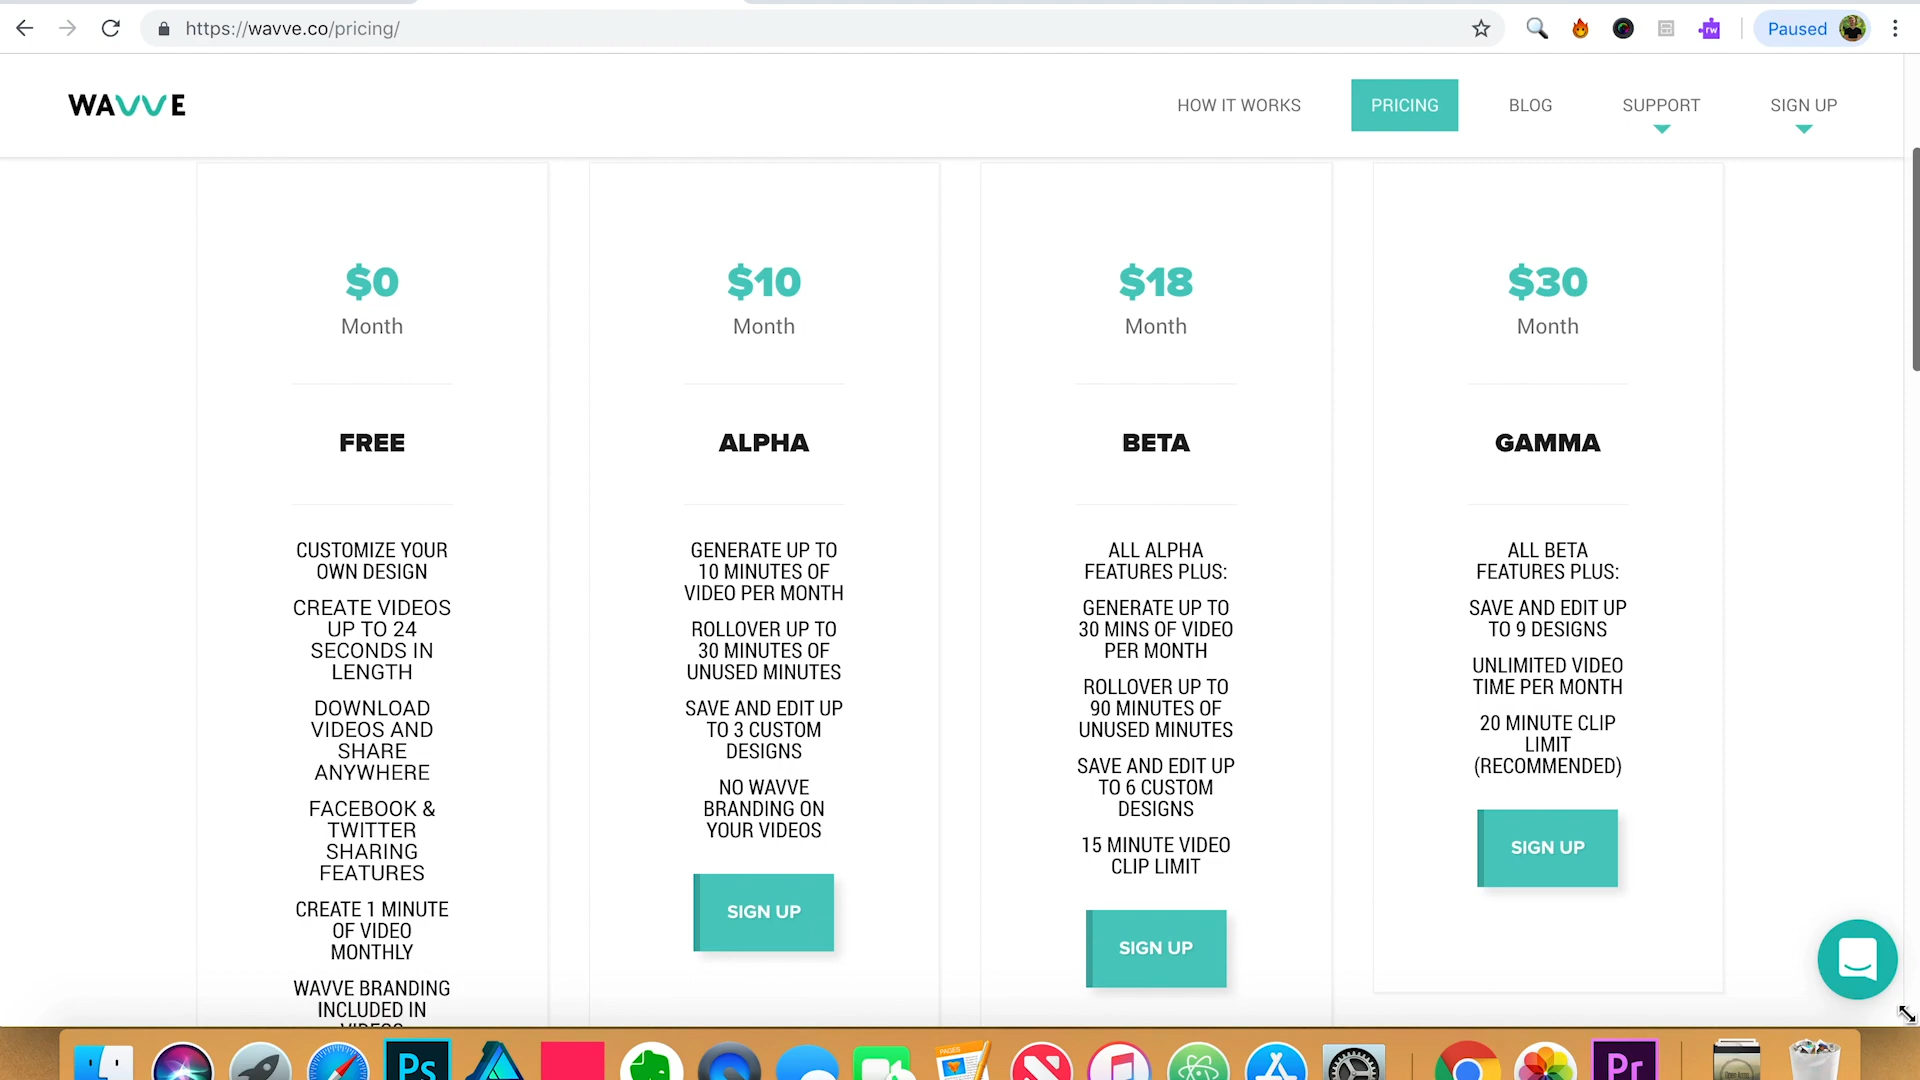 https://wavve.co/pricing/
rw
Paused
WAVVE
HOW IT WORKS
PRICING
BLOG
SUPPORT
SIGN UP
$0
Month
FREE
CUSTOMIZE YOUR
OWN DESIGN
CREATE VIDEOS
UP TO 24
SECONDS IN
LENGTH
DOWNLOAD
VIDEOS AND
SHARE
ANYWHERE
FACEBOOK &
TWITTER
SHARING
FEATURES
CREATE 1 MINUTE
OF VIDEO
MONTHLY
WAVVE BRANDING
INCLUDED IN
VIDEOS
$10
Month
ALPHA
GENERATE UP TO
10 MINUTES OF
VIDEO PER MONTH
ROLLOVER UP TO
30 MINUTES OF
UNUSED MINUTES
SAVE AND EDIT UP
TO 3 CUSTOM
DESIGNS
NO WAVVE
BRANDING ON
YOUR VIDEOS
SIGN UP
$18
Month
BETA
ALL ALPHA
FEATURES PLUS:
GENERATE UP TO
30 MINS OF VIDEO
PER MONTH
ROLLOVER UP TO
90 MINUTES OF
UNUSED MINUTES
SAVE AND EDIT UP
TO 6 CUSTOM
DESIGNS
15 MINUTE VIDEO
CLIP LIMIT
SIGN UP
$30
Month
GAMMA
ALL BETA
FEATURES PLUS:
SAVE AND EDIT UP
TO 9 DESIGNS
UNLIMITED VIDEO
TIME PER MONTH
20 MINUTE CLIP
LIMIT
(RECOMMENDED)
SIGN UP
Ps
PAGES
Pr